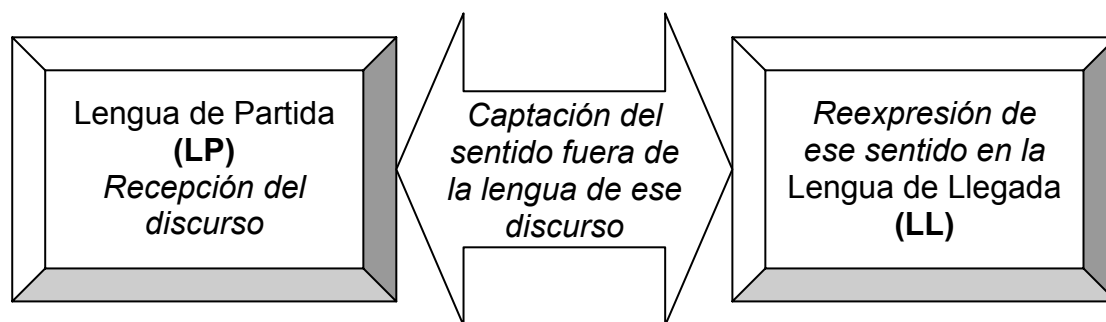 Lengua de Partida
(LP)
Recepción del
discurso
Captación del
sentido fuera de
la lengua de ese
discurso
Reexpresión de
ese sentido en la
Lengua de Llegada
(LL)